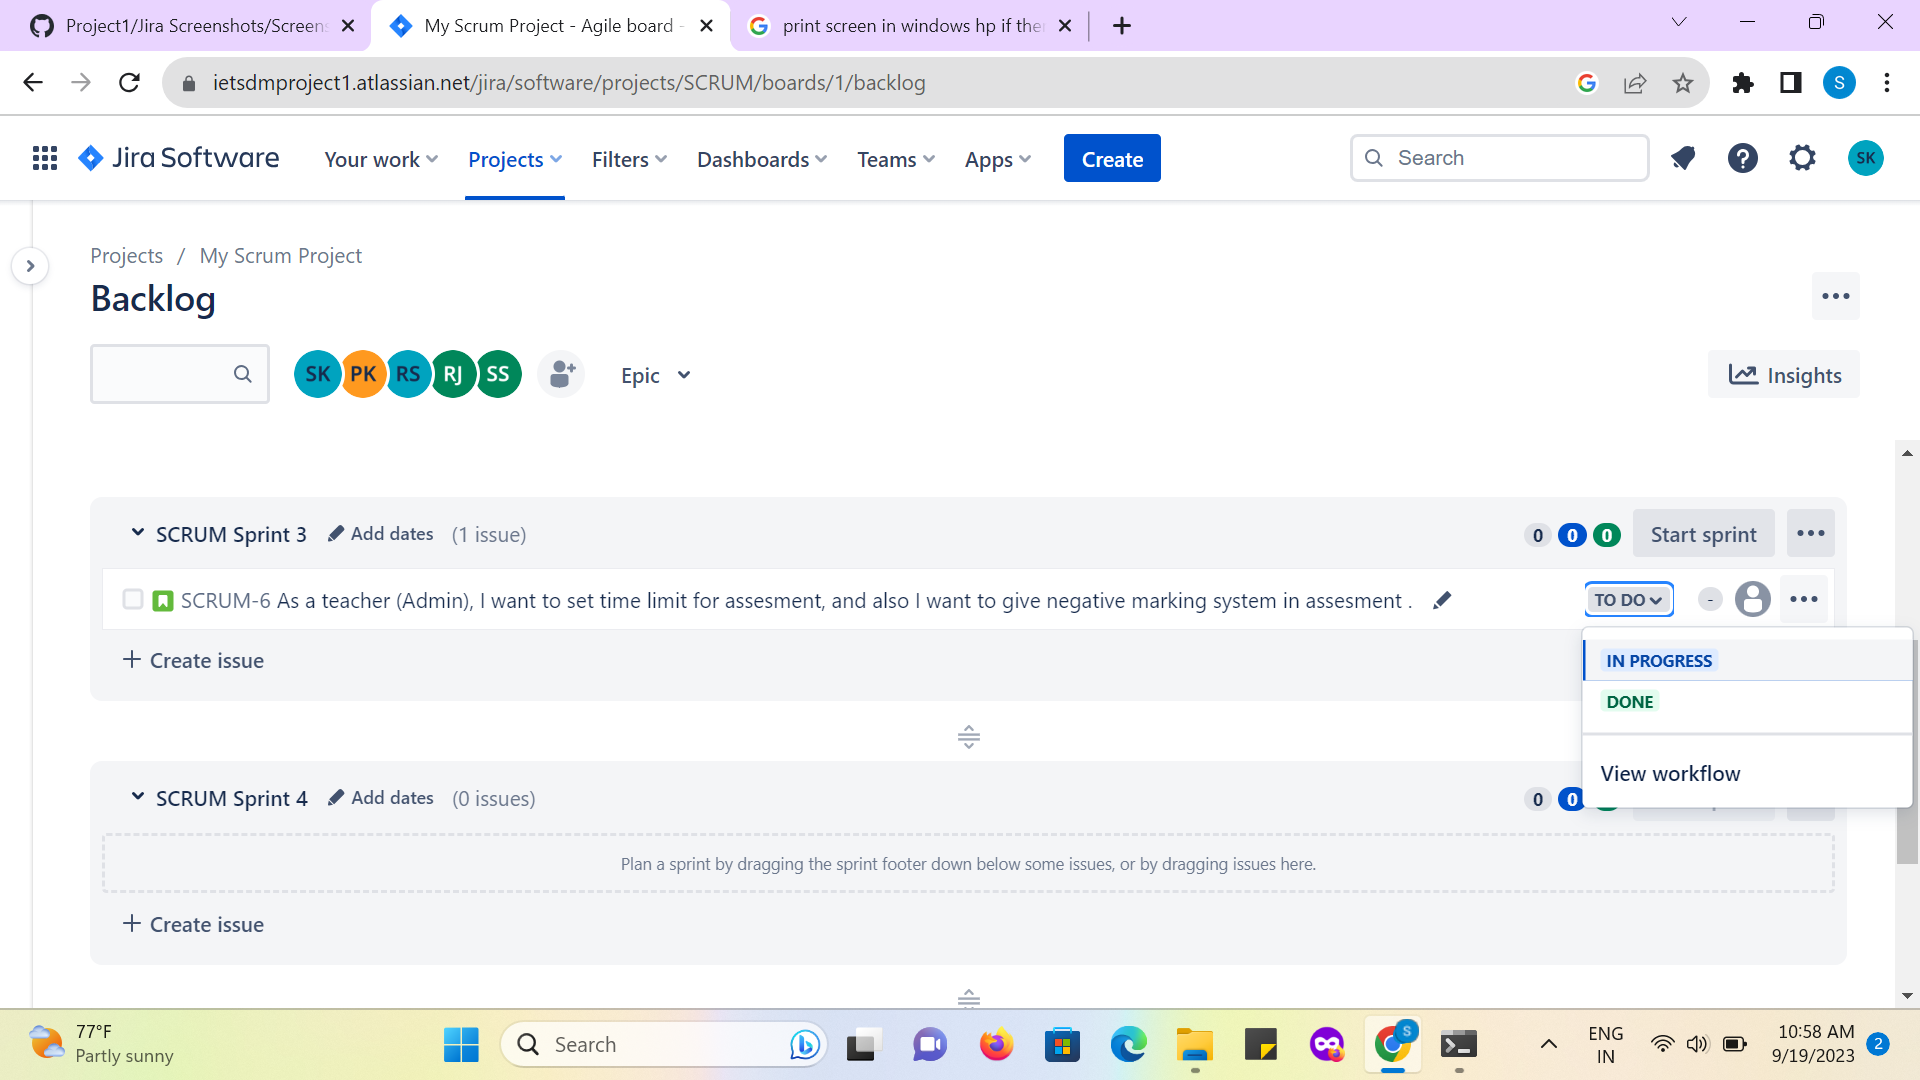 Project1/Jira Screenshots/Screens
My Scrum Project - Agile board -
print screen in windows hp if the
ietsdmproject1.atlassian.net/jira/software/projects/SCRUM/boards/1/backlog
S
Jira Software
Your work
Projects
Filters
Dashboards
Teams
Apps
Create
Search
SK
Projects / My Scrum Project
Backlog
SK PK RS RJ SS
Epic
Insights
SCRUM Sprint 3 Add dates (1 issue)
0 0 0 Start sprint
SCRUM-6 As a teacher (Admin), I want to set time limit for assesment, and also I want to give negative marking system in assesment .
TO DO -
Create issue
IN PROGRESS
DONE
View workflow
SCRUM Sprint 4 Add dates (0 issues)
0 0
Plan a sprint by dragging the sprint footer down below some issues, or by dragging issues here.
Create issue
77°F
Partly sunny
Search
S
ENG
IN
10:58 AM
9/19/2023
2